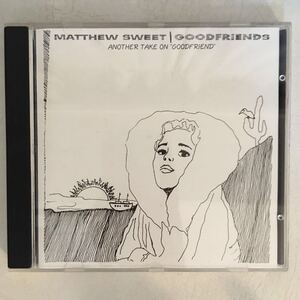 MATTHEW SWEET | GOODFRIENDS
ANOTHER TAKE ON "GOODFRIEND"